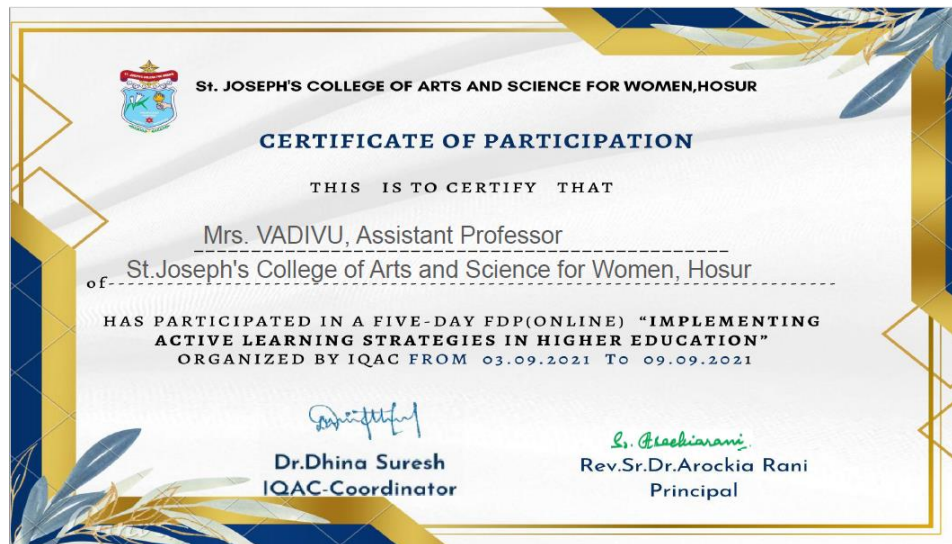 St. JOSEPH'S COLLEGE OF ARTS AND SCIENCE FOR WOMEN,HOSUR
CERTIFICATE OF PARTICIPATION
THIS IS TO CERTIFY THAT
Mrs. VADIVU, Assistant Professor
of St.Joseph's College of Arts and Science for Women, Hosur
HAS PARTICIPATED IN A FIVE-DAY FDP(ONLINE) "IMPLEMENTING
ACTIVE LEARNING STRATEGIES IN HIGHER EDUCATION"
ORGANIZED BY IQAC FROM 03.09.2021 To 09.09.2021
Dr.Dhina Suresh
IQAC-Coordinator
Rev.Sr.Dr.Arockia Rani
Principal